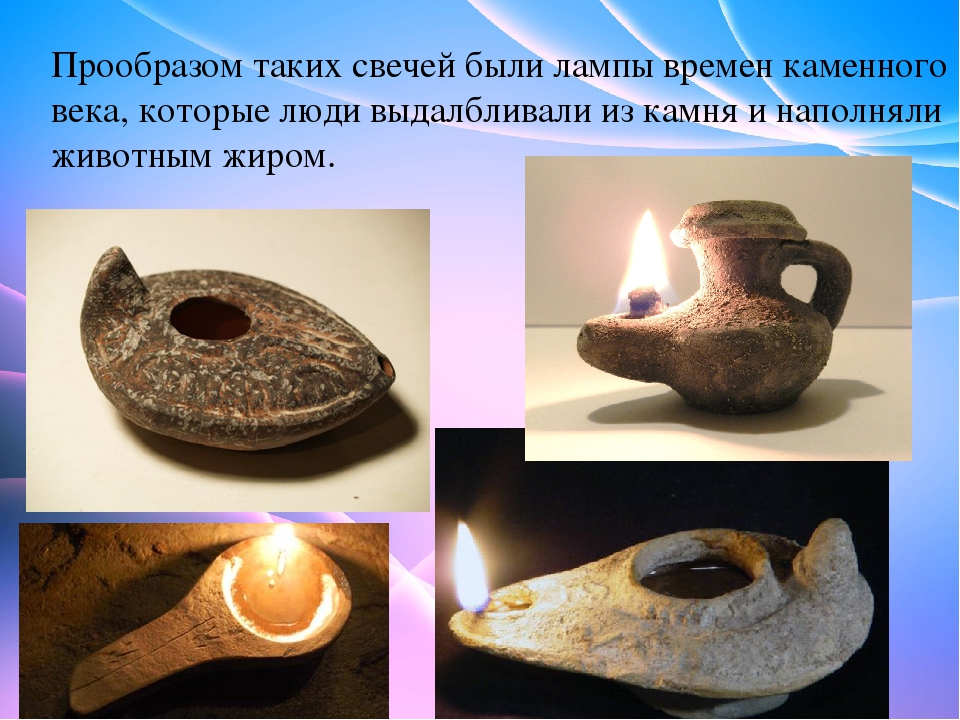 Прообразом таких свечей были лампы времен каменного
века, которые люди выдалбливали из камня и наполняли
животным жиром.